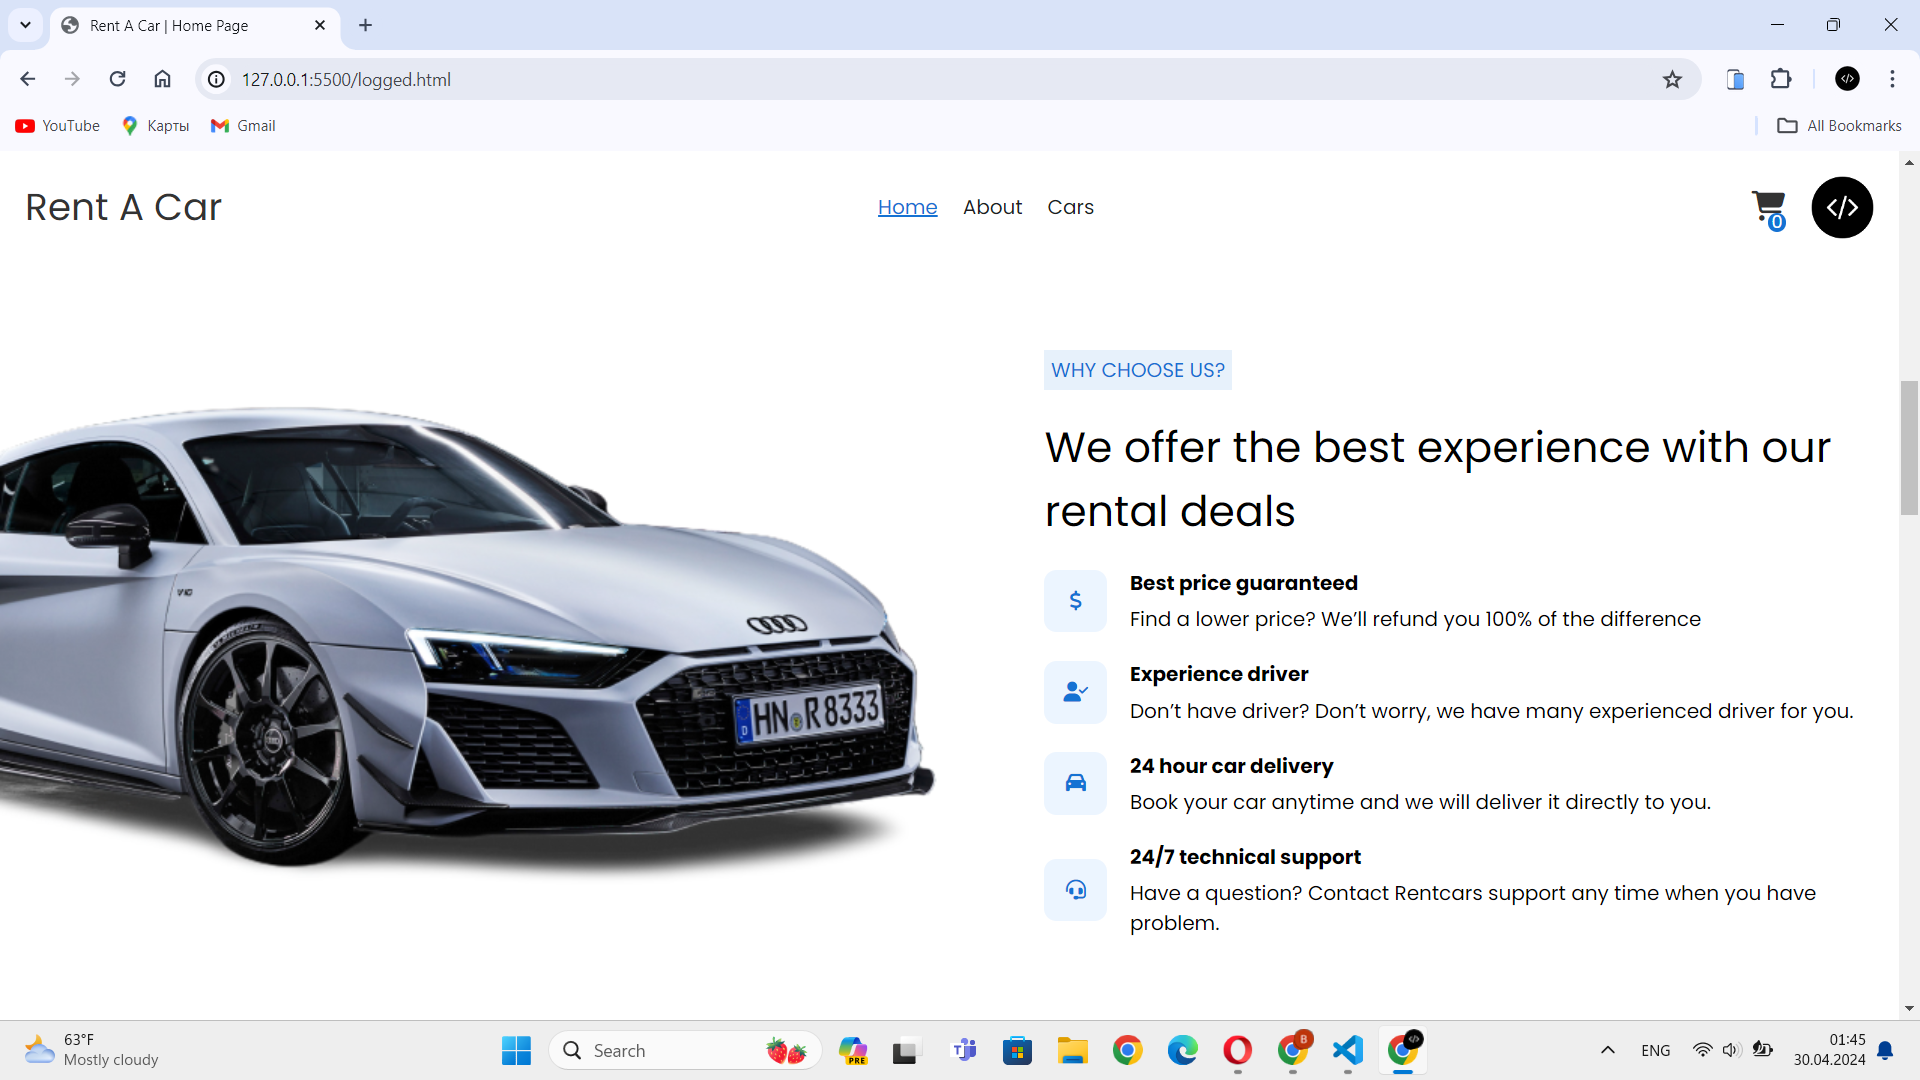 Rent A Car | Home Page
127.0.0.1:5500/logged.html
YouTube
Карты
Gmail
All Bookmarks
Rent A Car
Home
About
Cars
0
</>
WHY CHOOSE US?
We offer the best experience with our
rental deals
V10
HN R 8333
D
$
Best price guaranteed
Find a lower price? We’ll refund you 100% of the difference
Experience driver
Don’t have driver? Don’t worry, we have many experienced driver for you.
24 hour car delivery
Book your car anytime and we will deliver it directly to you.
24/7 technical support
Have a question? Contact Rentcars support any time when you have
problem.
63°F
Mostly cloudy
Search
PRE
B
ENG
01:45
30.04.2024